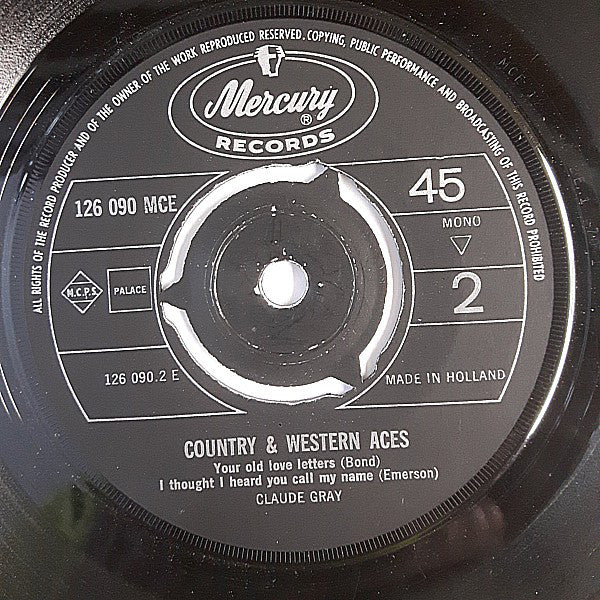 ALL RIGHTS OF THE RECORD PRODUCER AND OF THE OWNER OF THE WORK REPRODUCED RESERVED. COPYING, PUBLIC PERFORMANCE AND BROADCASTING OF THIS RECORD PROHIBITED
Mercury ®
RECORDS
126 090 MCE
45
MONO
M.C.P.S.
PALACE
2
126 090.2 E
MADE IN HOLLAND
COUNTRY & WESTERN ACES
Your old love letters (Bond)
I thought I heard you call my name (Emerson)
CLAUDE GRAY